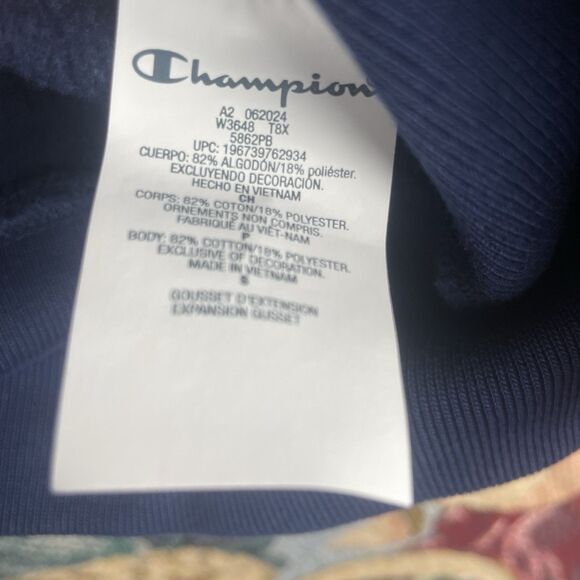 Champion
A2 062024
W3648 T8X
5862PB
UPC: 196739762934
CUERPO: 82% ALGODÓN/18% poliéster.
EXCLUYENDO DECORACIÓN.
HECHO EN VIETNAM
CH
CORPS: 82% COTON/18% POLYESTER.
ORNEMENTS NON COMPRIS.
FABRIQUÉ AU VIÊT-NAM
P
BODY: 82% COTTON/18% POLYESTER.
EXCLUSIVE OF DECORATION.
MADE IN VIETNAM
S
GOUSSET D'EXTENSION
EXPANSION GUSSET